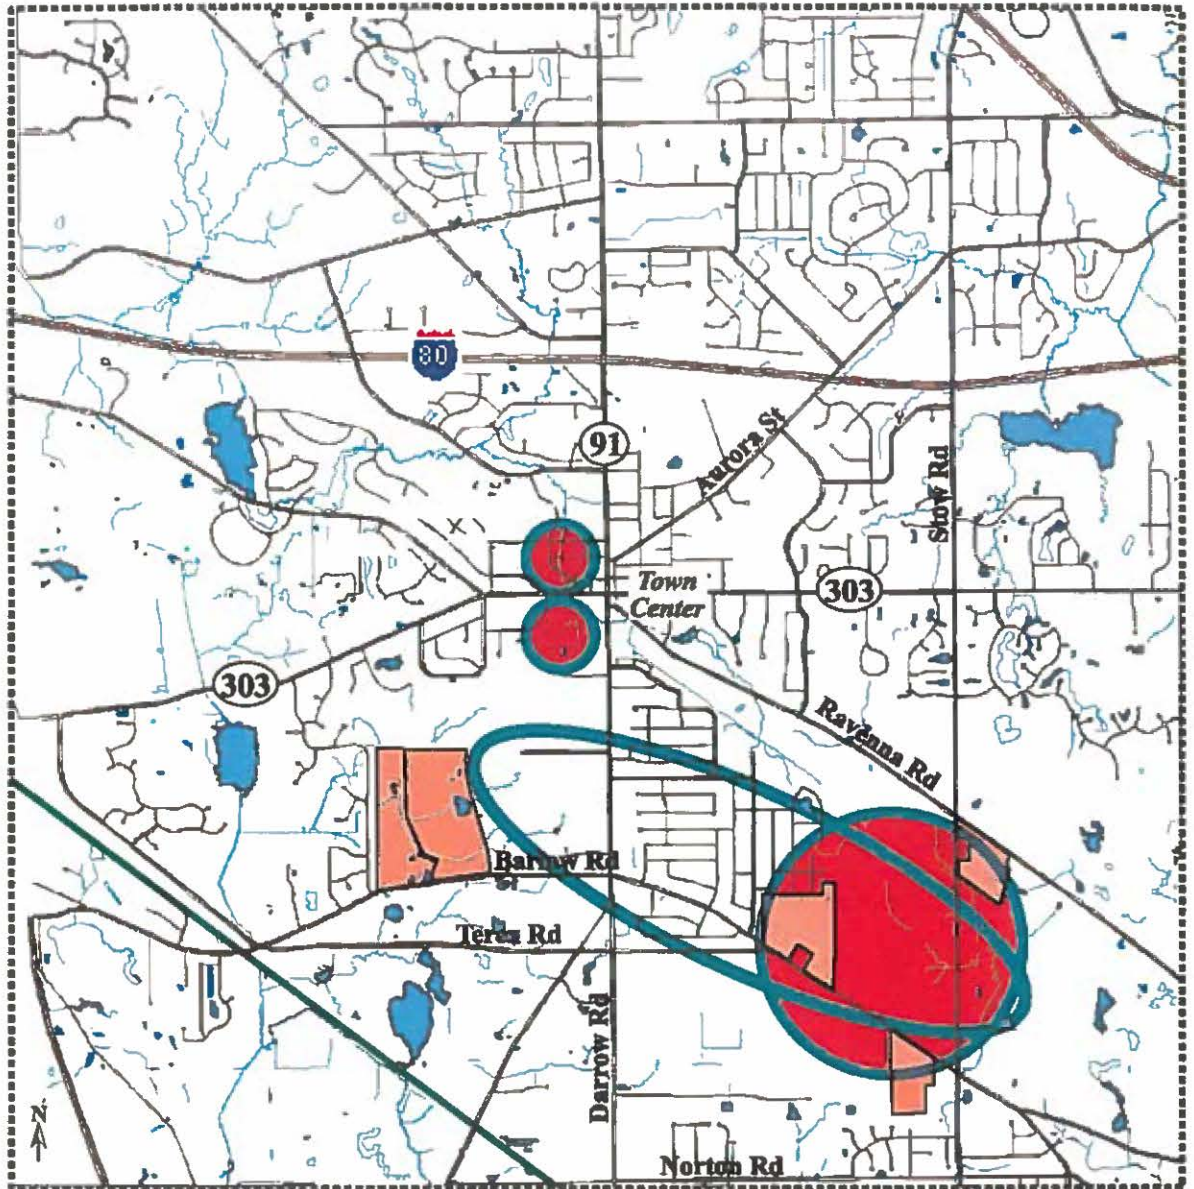 80
91
Aurora St
Stow Rd
Town
Center
303
303
Ravenna Rd
Barlow Rd
Terex Rd
Darrow Rd
Norton Rd
N